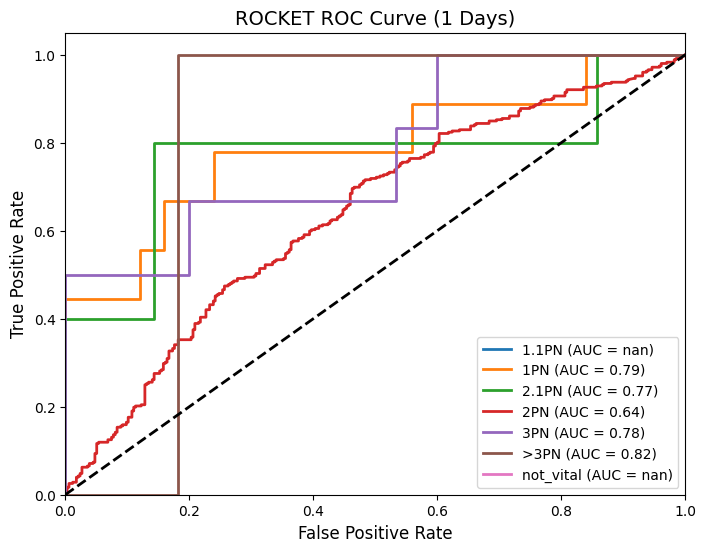 ROCKET ROC Curve (1 Days)
True Positive Rate
1.0
0.8
0.6
0.4
0.2
0.0
1.1PN (AUC = nan)
1PN (AUC = 0.79)
2.1PN (AUC = 0.77)
2PN (AUC = 0.64)
3PN (AUC = 0.78)
>3PN (AUC = 0.82)
not_vital (AUC = nan)
0.0 0.2 0.4 0.6 0.8 1.0
False Positive Rate